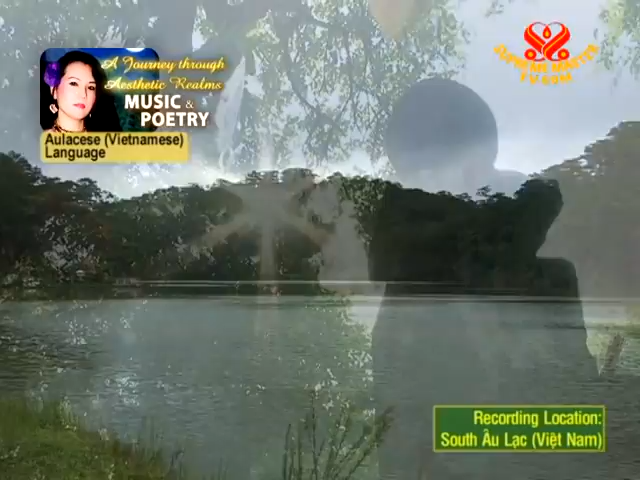 A Journey through
Aesthetic Realms
MUSIC &
POETRY
Aulacese (Vietnamese)
Language
SUPREME MASTER
TV.COM
Recording Location:
South Âu Lạc (Việt Nam)